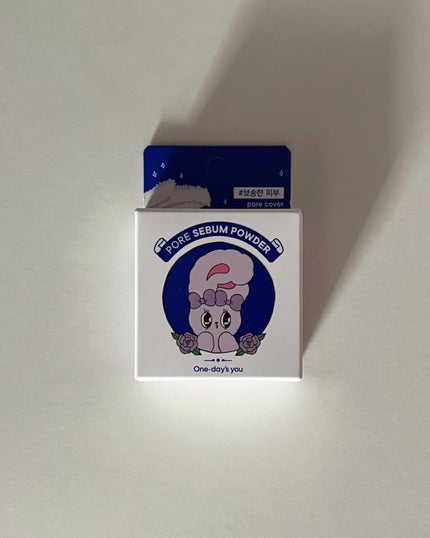 #보송한 피부
pore cover
PORE SEBUM POWDER
One-day's you